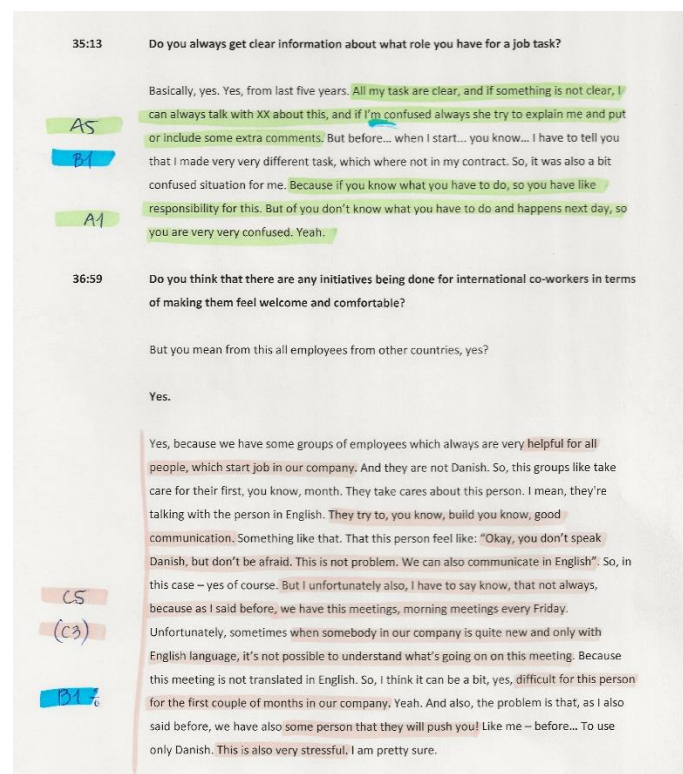 35:13 Do you always get clear information about what role you have for a job task?
Basically, yes. Yes, from last five years. All my task are clear, and if something is not clear, I
can always talk with XX about this, and if I'm confused always she try to explain me and put
A5 or include some extra comments. But before... when I start... you know... I have to tell you
B1 that I made very very different task, which where not in my contract. So, it was also a bit
confused situation for me. Because if you know what you have to do, so you have like
A1 responsibility for this. But of you don't know what you have to do and happens next day, so
you are very very confused. Yeah.
36:59 Do you think that there are any initiatives being done for international co-workers in terms
of making them feel welcome and comfortable?
But you mean from this all employees from other countries, yes?
Yes.
Yes, because we have some groups of employees which always are very helpful for all
people, which start job in our company. And they are not Danish. So, this groups like take
care for their first, you know, month. They take cares about this person. I mean, they're
talking with the person in English. They try to, you know, build you know, good
communication. Something like that. That this person feel like: “Okay, you don't speak
Danish, but don't be afraid. This is not problem. We can also communicate in English”. So, in
C5 this case – yes of course. But I unfortunately also, I have to say know, that not always,
because as I said before, we have this meetings, morning meetings every Friday.
(C3) Unfortunately, sometimes when somebody in our company is quite new and only with
English language, it's not possible to understand what's going on on this meeting. Because
this meeting is not translated in English. So, I think it can be a bit, yes, difficult for this person
B1 for the first couple of months in our company. Yeah. And also, the problem is that, as I also
said before, we have also some person that they will push you! Like me – before... To use
only Danish. This is also very stressful. I am pretty sure.